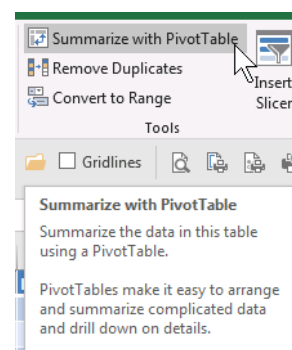 Summarize with PivotTable
Remove Duplicates
Convert to Range
Insert
Slicer
Tools
Gridlines
Summarize with PivotTable
Summarize the data in this table
using a PivotTable.
PivotTables make it easy to arrange
and summarize complicated data
and drill down on details.